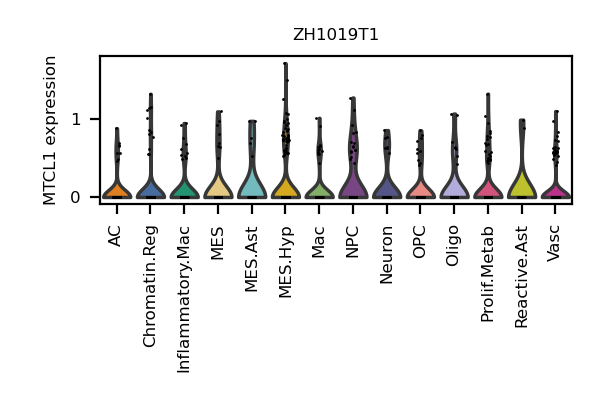 ZH1019T1
MTCL1 expression
1
0
AC
Chromatin.Reg
Inflammatory.Mac
MES
MES.Ast
MES.Hyp
Mac
NPC
Neuron
OPC
Oligo
Prolif.Metab
Reactive.Ast
Vasc